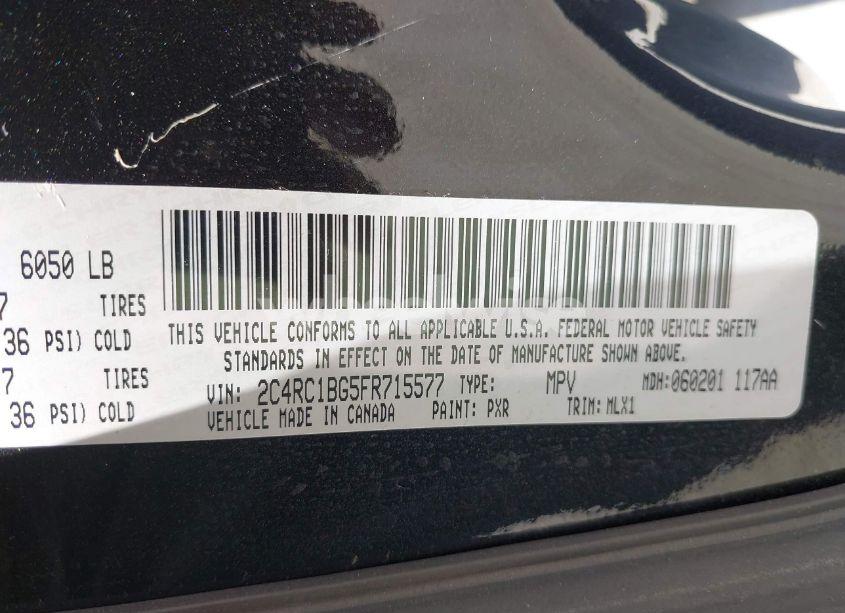 6050 LB
7 TIRES
36 PSI) COLD
7 TIRES
36 PSI) COLD
THIS VEHICLE CONFORMS TO ALL APPLICABLE U.S.A. FEDERAL MOTOR VEHICLE SAFETY
STANDARDS IN EFFECT ON THE DATE OF MANUFACTURE SHOWN ABOVE.
VIN: 2C4RC1BG5FR715577 TYPE: MPV MDH:060201 117AA
VEHICLE MADE IN CANADA PAINT: PXR TRIM: MLX1